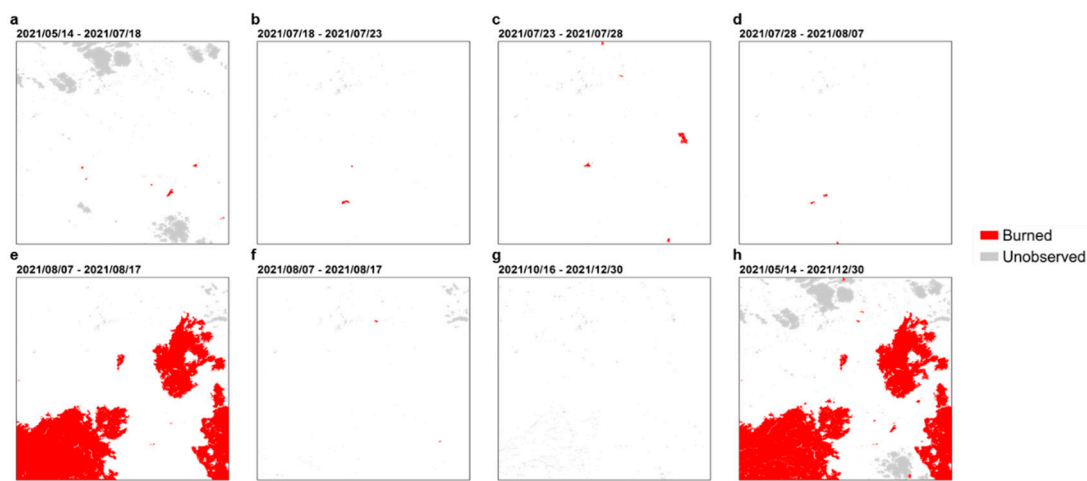 a
2021/05/14 - 2021/07/18
b
2021/07/18 - 2021/07/23
c
2021/07/23 - 2021/07/28
d
2021/07/28 - 2021/08/07
Burned
Unobserved
e
2021/08/07 - 2021/08/17
f
2021/08/07 - 2021/08/17
g
2021/10/16 - 2021/12/30
h
2021/05/14 - 2021/12/30